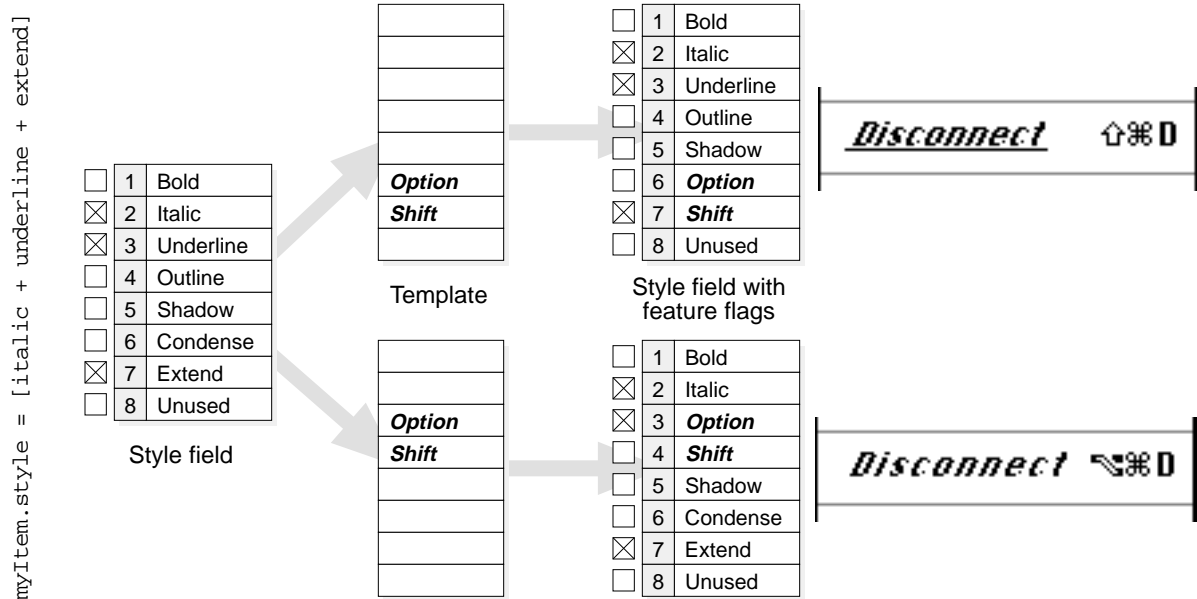 myItem.style = [italic + underline + extend]
1 Bold
2 Italic
3 Underline
4 Outline
5 Shadow
6 Condense
7 Extend
8 Unused
Style field
Option
Shift
Template
1 Bold
2 Italic
3 Underline
4 Outline
5 Shadow
6 Option
7 Shift
8 Unused
Style field with
feature flags
Disconnect ⇧⌘D
Option
Shift
1 Bold
2 Italic
3 Option
4 Shift
5 Shadow
6 Condense
7 Extend
8 Unused
Disconnect ⌥⌘D